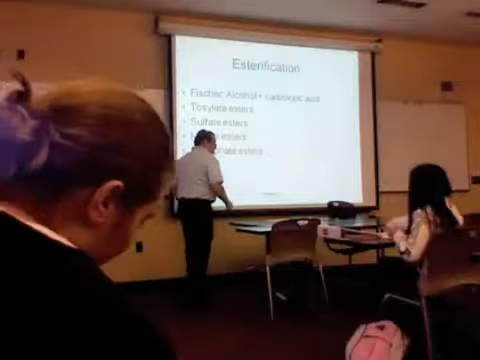 Esterification
• Fischer: Alcohol + carboxylic acid
• Tosylate esters
• Sulfate esters
• esters
• esters